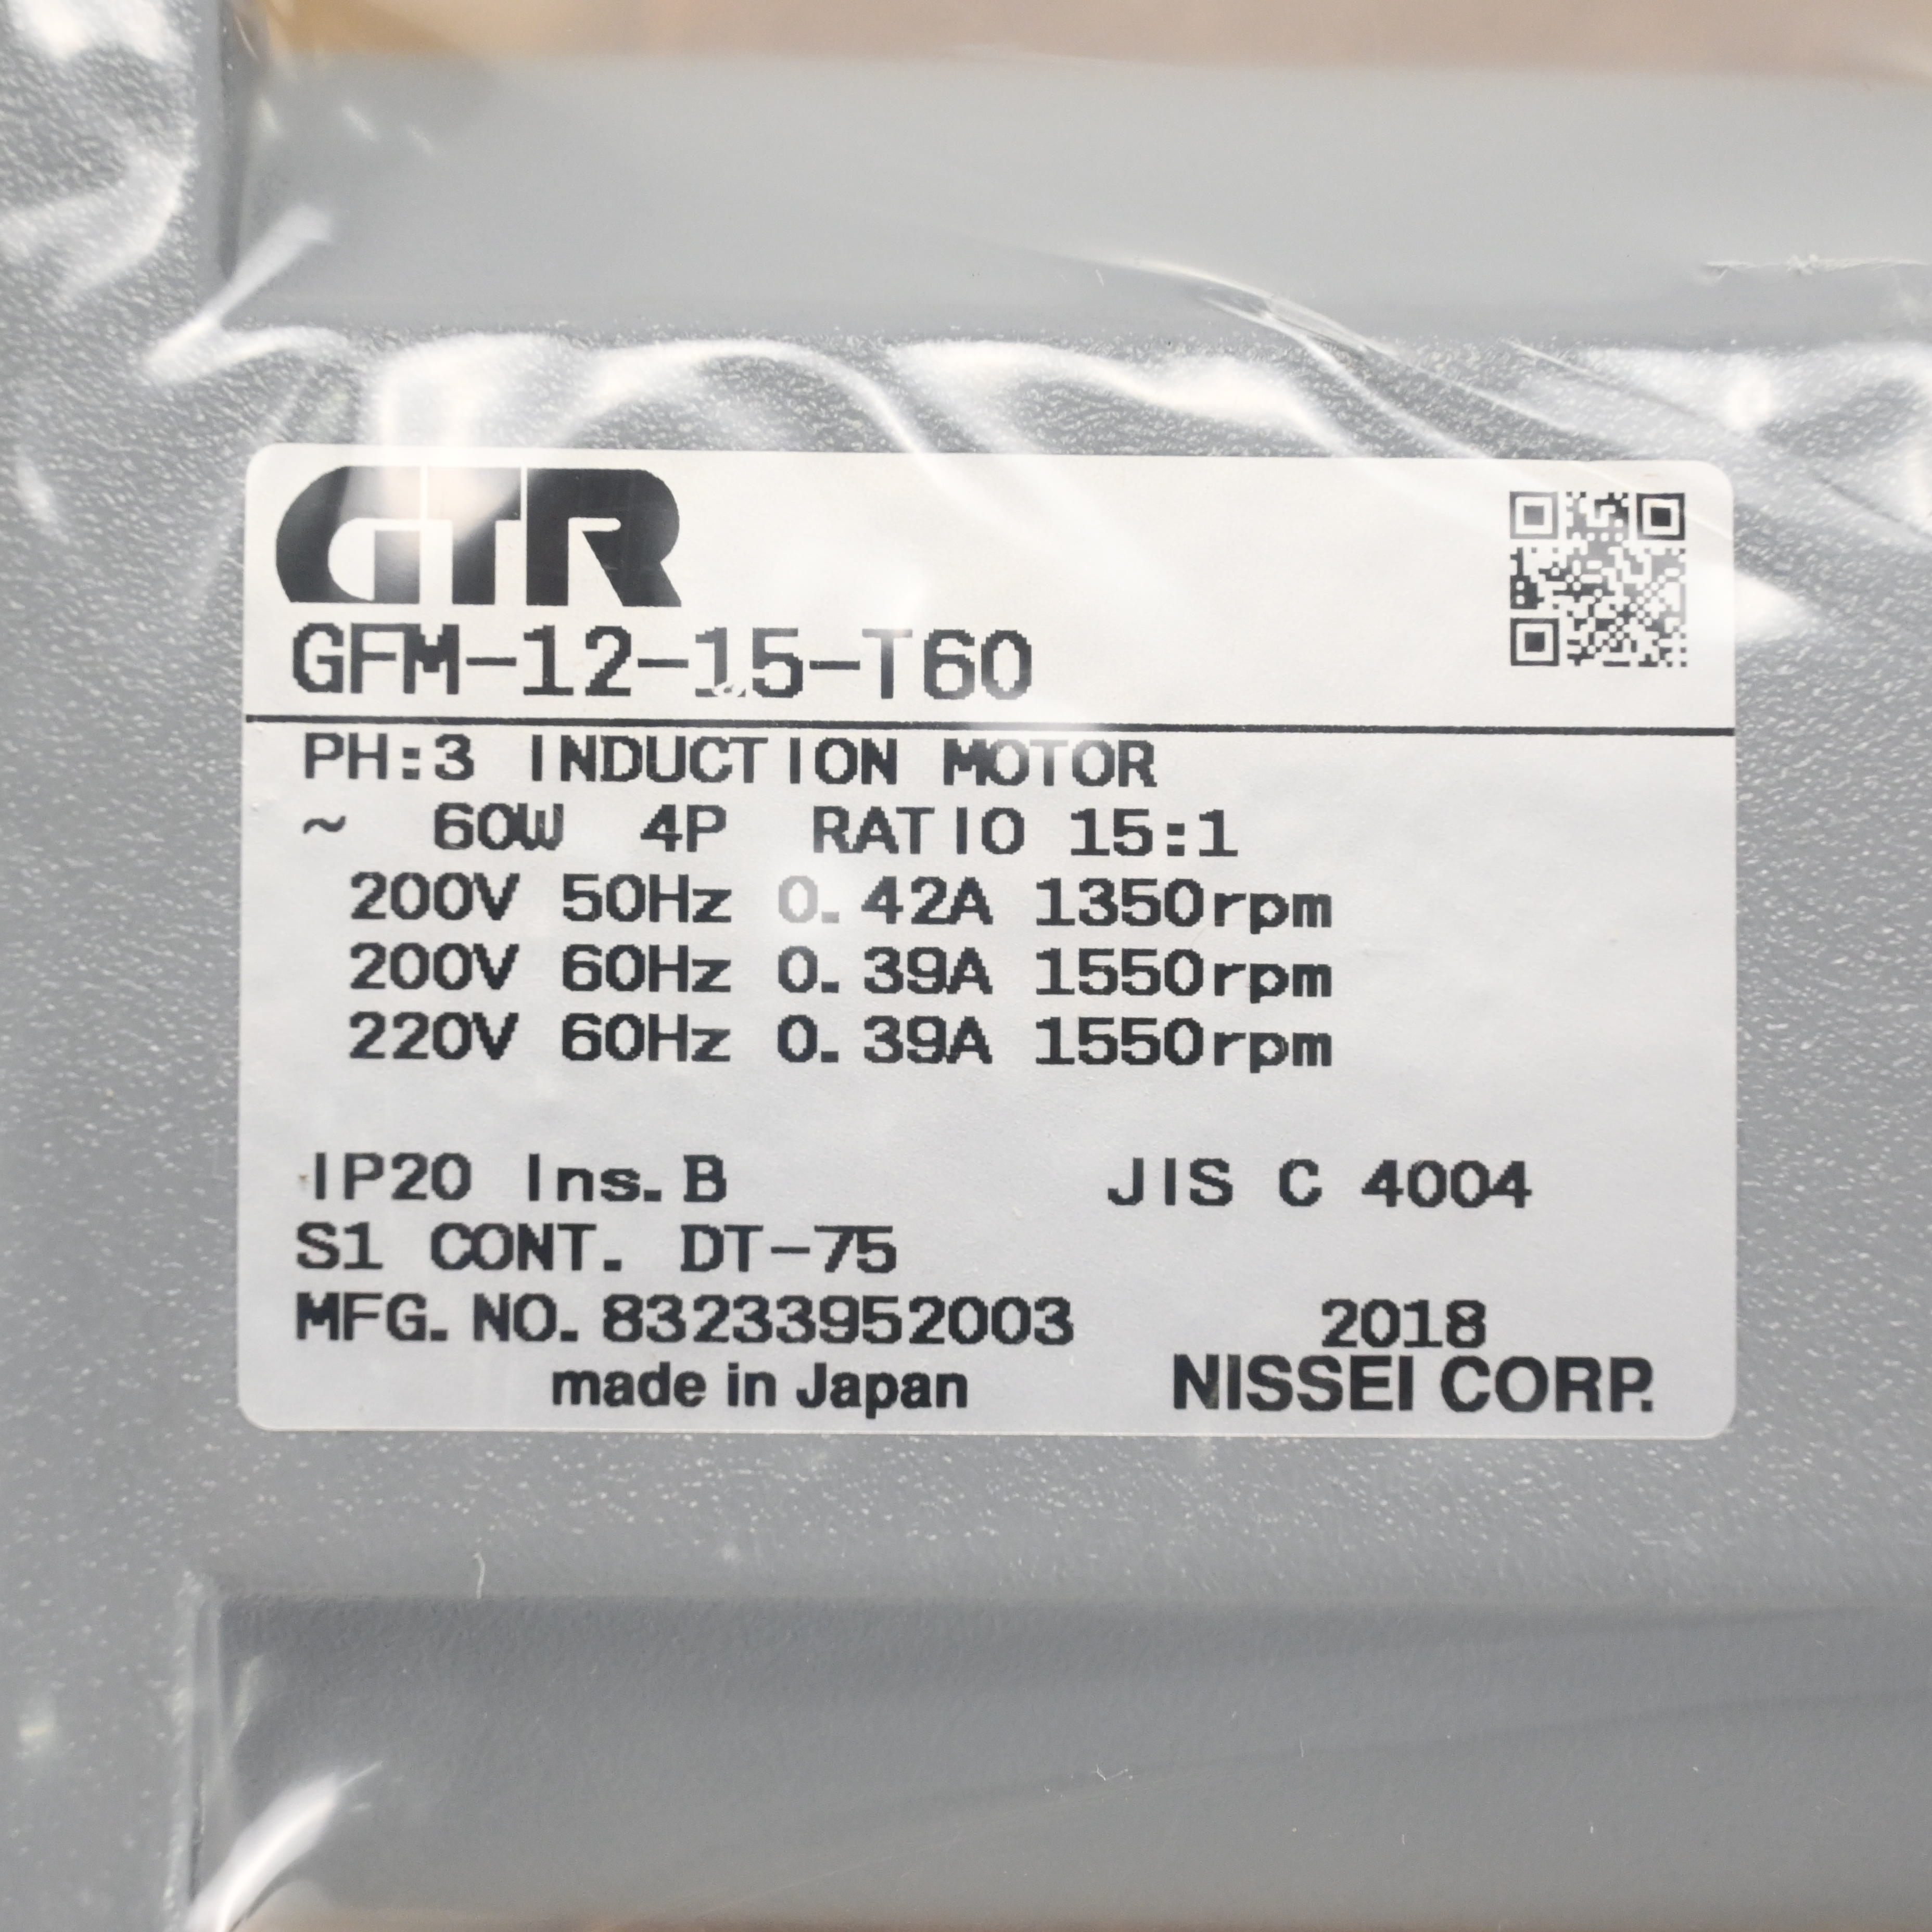 GTR
GFM-12-15-T60
PH:3 INDUCTION MOTOR
~ 60W 4P RATIO 15:1
200V 50Hz 0.42A 1350rpm
200V 60Hz 0.39A 1550rpm
220V 60Hz 0.39A 1550rpm
IP20 Ins.B JIS C 4004
S1 CONT. DT-75
MFG.NO.83233952003 2018
made in Japan NISSEI CORP.